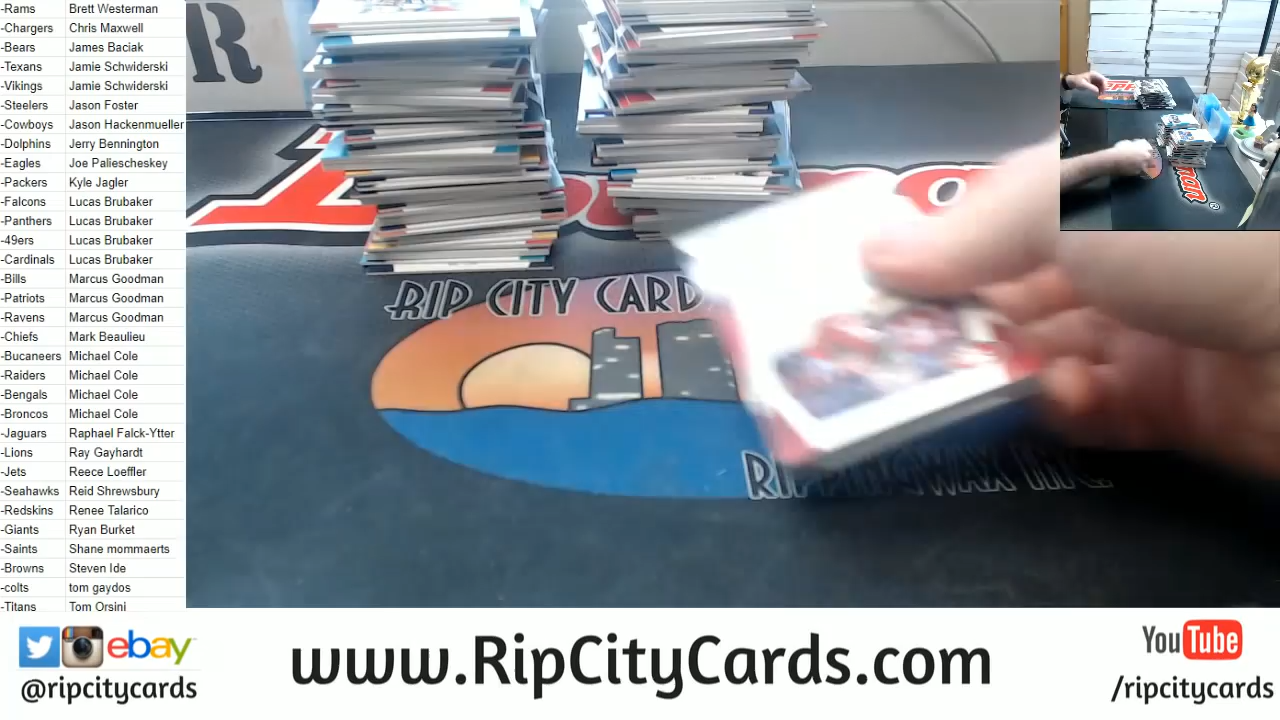 -Rams Brett Westerman
-Chargers Chris Maxwell
-Bears James Baciak
-Texans Jamie Schwiderski
-Vikings Jamie Schwiderski
-Steelers Jason Foster
-Cowboys Jason Hackenmueller
-Dolphins Jerry Bennington
-Eagles Joe Paliescheskey
-Packers Kyle Jagler
-Falcons Lucas Brubaker
-Panthers Lucas Brubaker
-49ers Lucas Brubaker
-Cardinals Lucas Brubaker
-Bills Marcus Goodman
-Patriots Marcus Goodman
-Ravens Marcus Goodman
-Chiefs Mark Beaulieu
-Bucaneers Michael Cole
-Raiders Michael Cole
-Bengals Michael Cole
-Broncos Michael Cole
-Jaguars Raphael Falck-Ytter
-Lions Ray Gayhardt
-Jets Reece Loeffler
-Seahawks Reid Shrewsbury
-Redskins Renee Talarico
-Giants Ryan Burket
-Saints Shane mommaerts
-Browns Steven Ide
-colts tom gaydos
-Titans Tom Orsini
R
RIP CITY CARD
RIPPINGWAX INC.
ebay
@ripcitycards
www.RipCityCards.com
YouTube
/ripcitycards